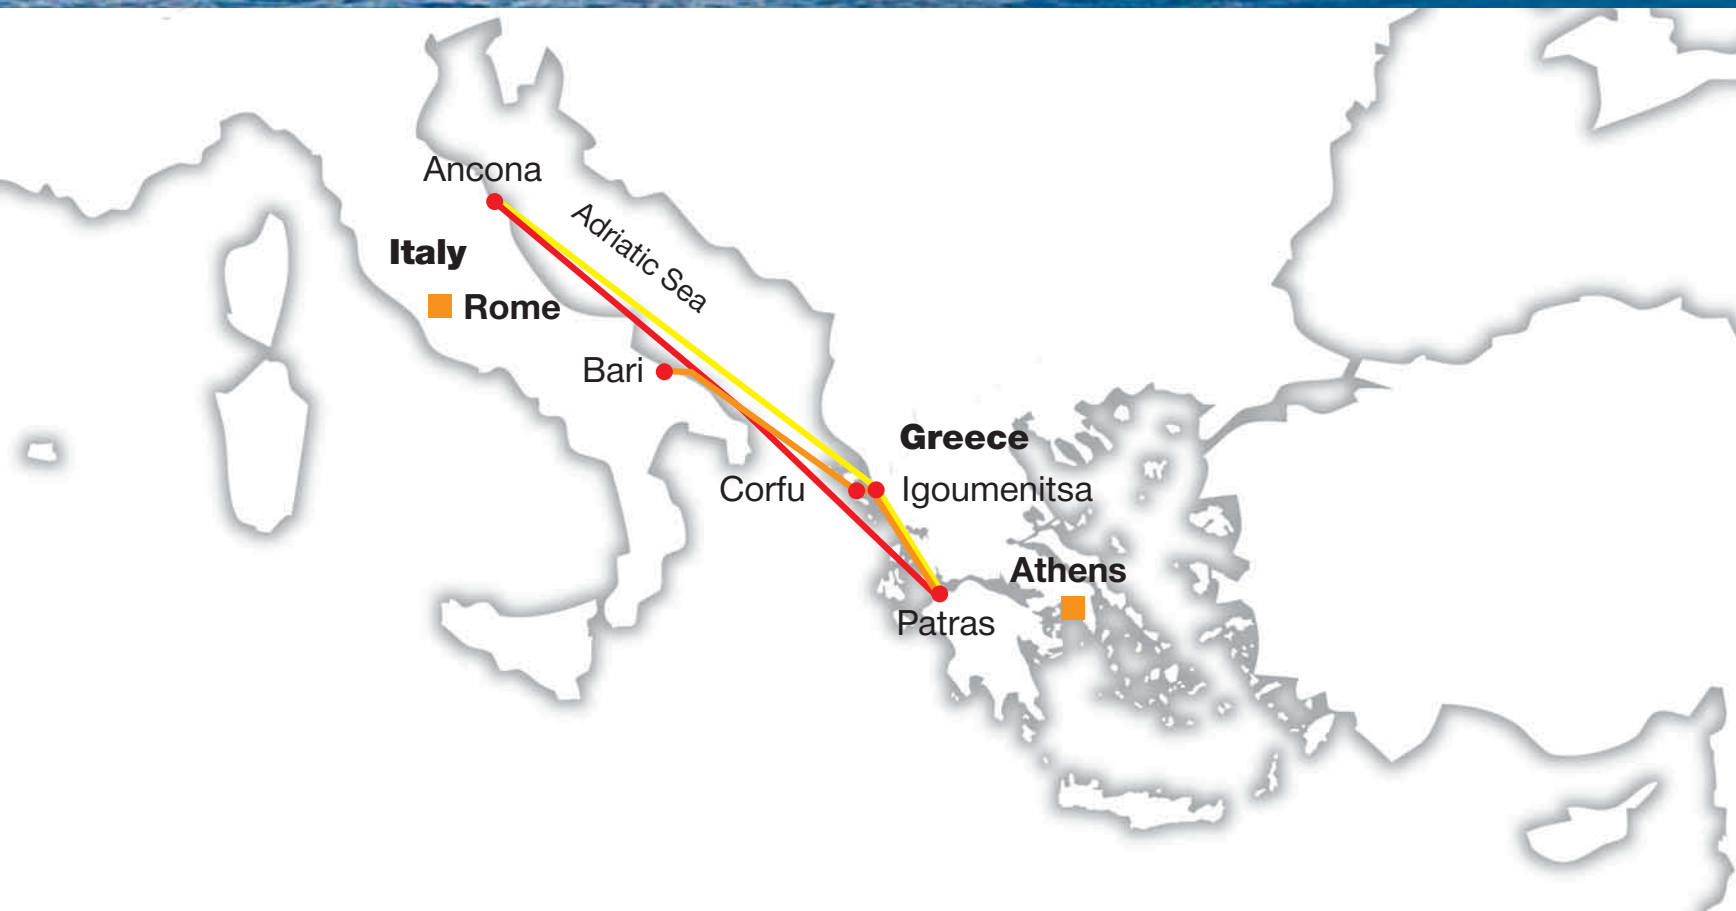 Ancona
Adriatic Sea
Italy
Rome
Bari
Greece
Corfu
Igoumenitsa
Athens
Patras